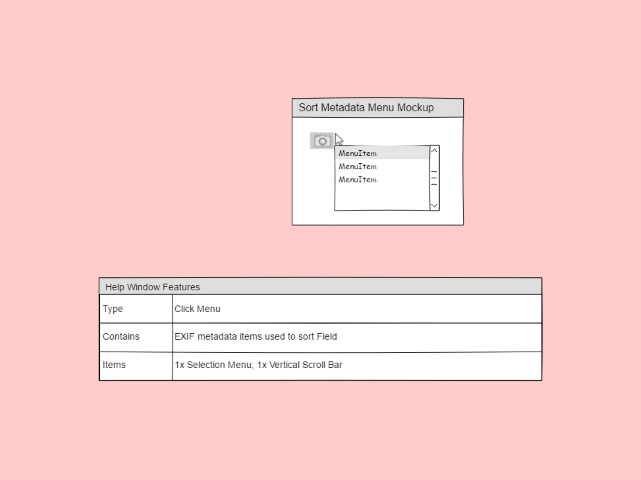 Sort Metadata Menu Mockup
MenuItem
MenuItem
MenuItem
Help Window Features
Type Click Menu
Contains EXIF metadata items used to sort Field
Items 1x Selection Menu; 1x Vertical Scroll Bar